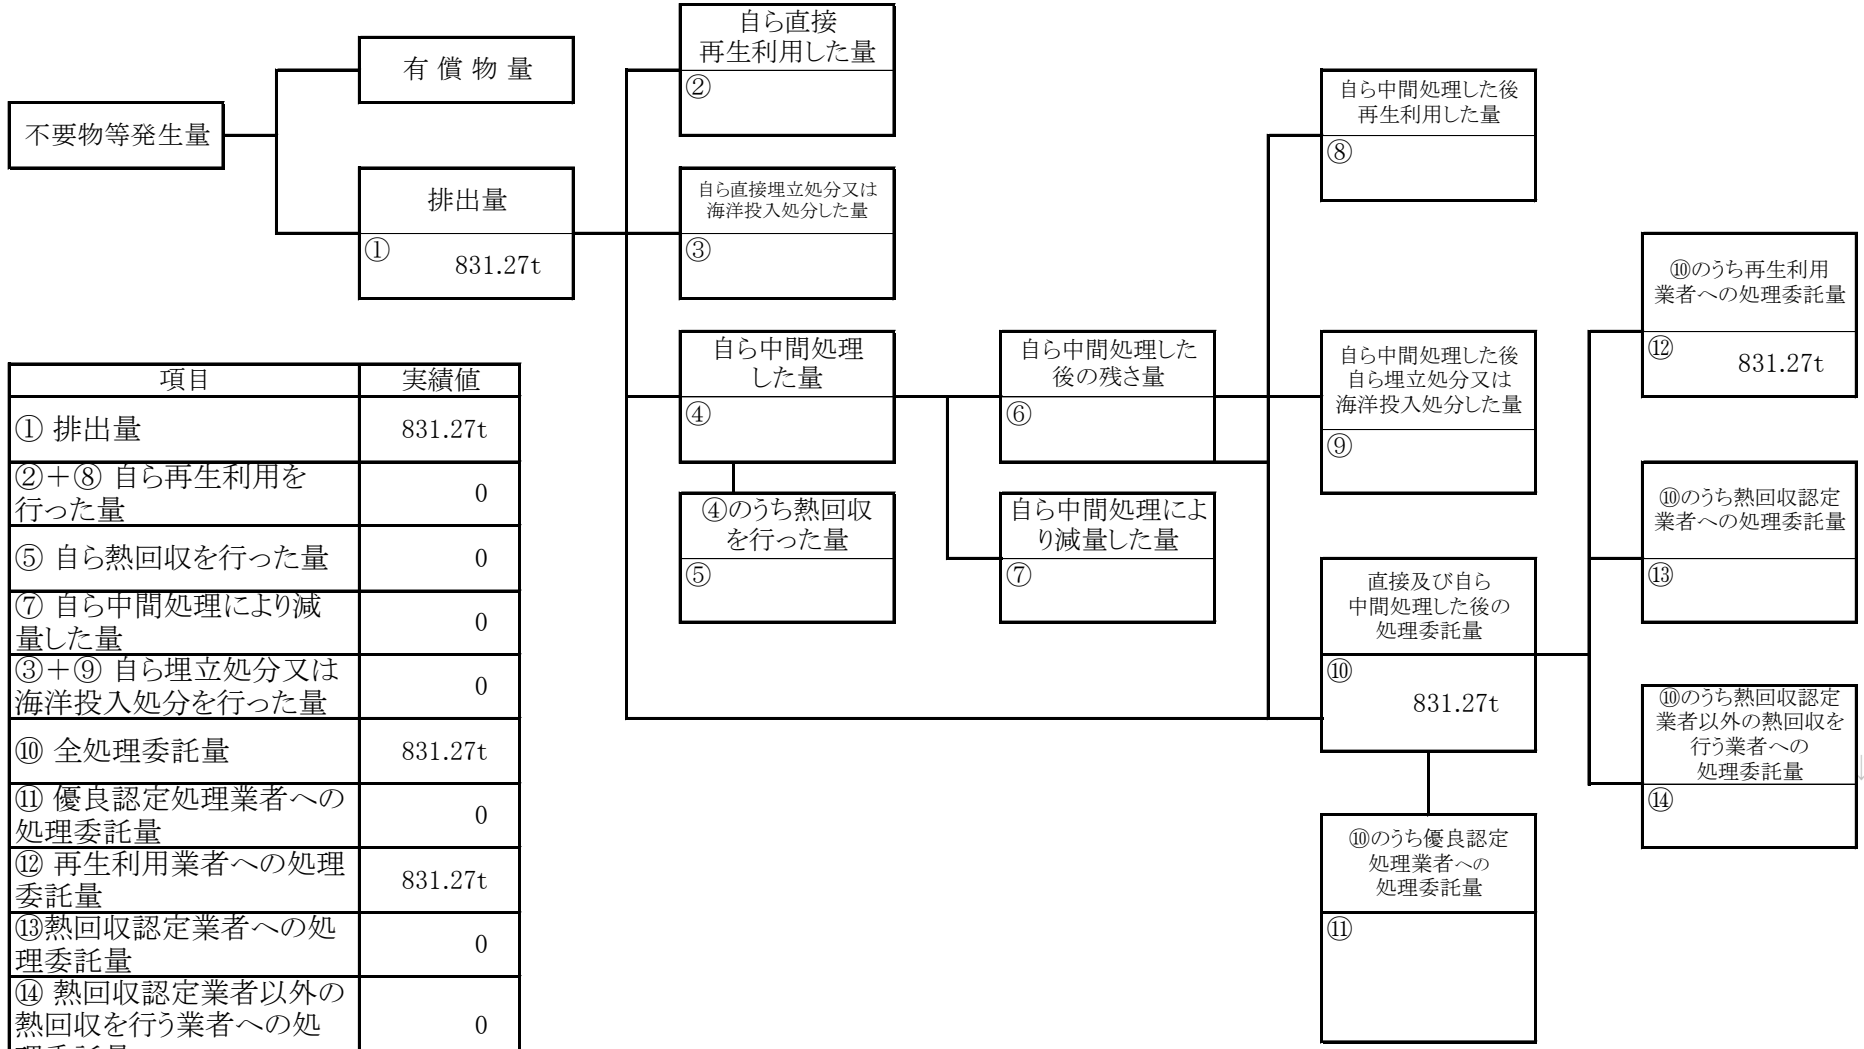 不要物等発生量
有 償 物 量
排出量
①
831.27t
自ら直接
再生利用した量
②
自ら直接埋立処分又は
海洋投入処分した量
③
自ら中間処理
した量
④
④のうち熱回収
を行った量
⑤
自ら中間処理した
後の残さ量
⑥
自ら中間処理によ
り減量した量
⑦
自ら中間処理した後
再生利用した量
⑧
自ら中間処理した後
自ら埋立処分又は
海洋投入処分した量
⑨
直接及び自ら
中間処理した後の
処理委託量
⑩
831.27t
⑩のうち優良認定
処理業者への
処理委託量
⑪
⑩のうち再生利用
業者への処理委託量
⑫
831.27t
⑩のうち熱回収認定
業者への処理委託量
⑬
⑩のうち熱回収認定
業者以外の熱回収を
行う業者への
処理委託量
⑭
↓
項目 実績値
① 排出量 831.27t
②＋⑧ 自ら再生利用を
行った量 0
⑤ 自ら熱回収を行った量 0
⑦ 自ら中間処理により減
量した量 0
③＋⑨ 自ら埋立処分又は
海洋投入処分を行った量 0
⑩ 全処理委託量 831.27t
⑪ 優良認定処理業者への
処理委託量 0
⑫ 再生利用業者への処理
委託量 831.27t
⑬熱回収認定業者への処
理委託量 0
⑭ 熱回収認定業者以外の
熱回収を行う業者への処 0